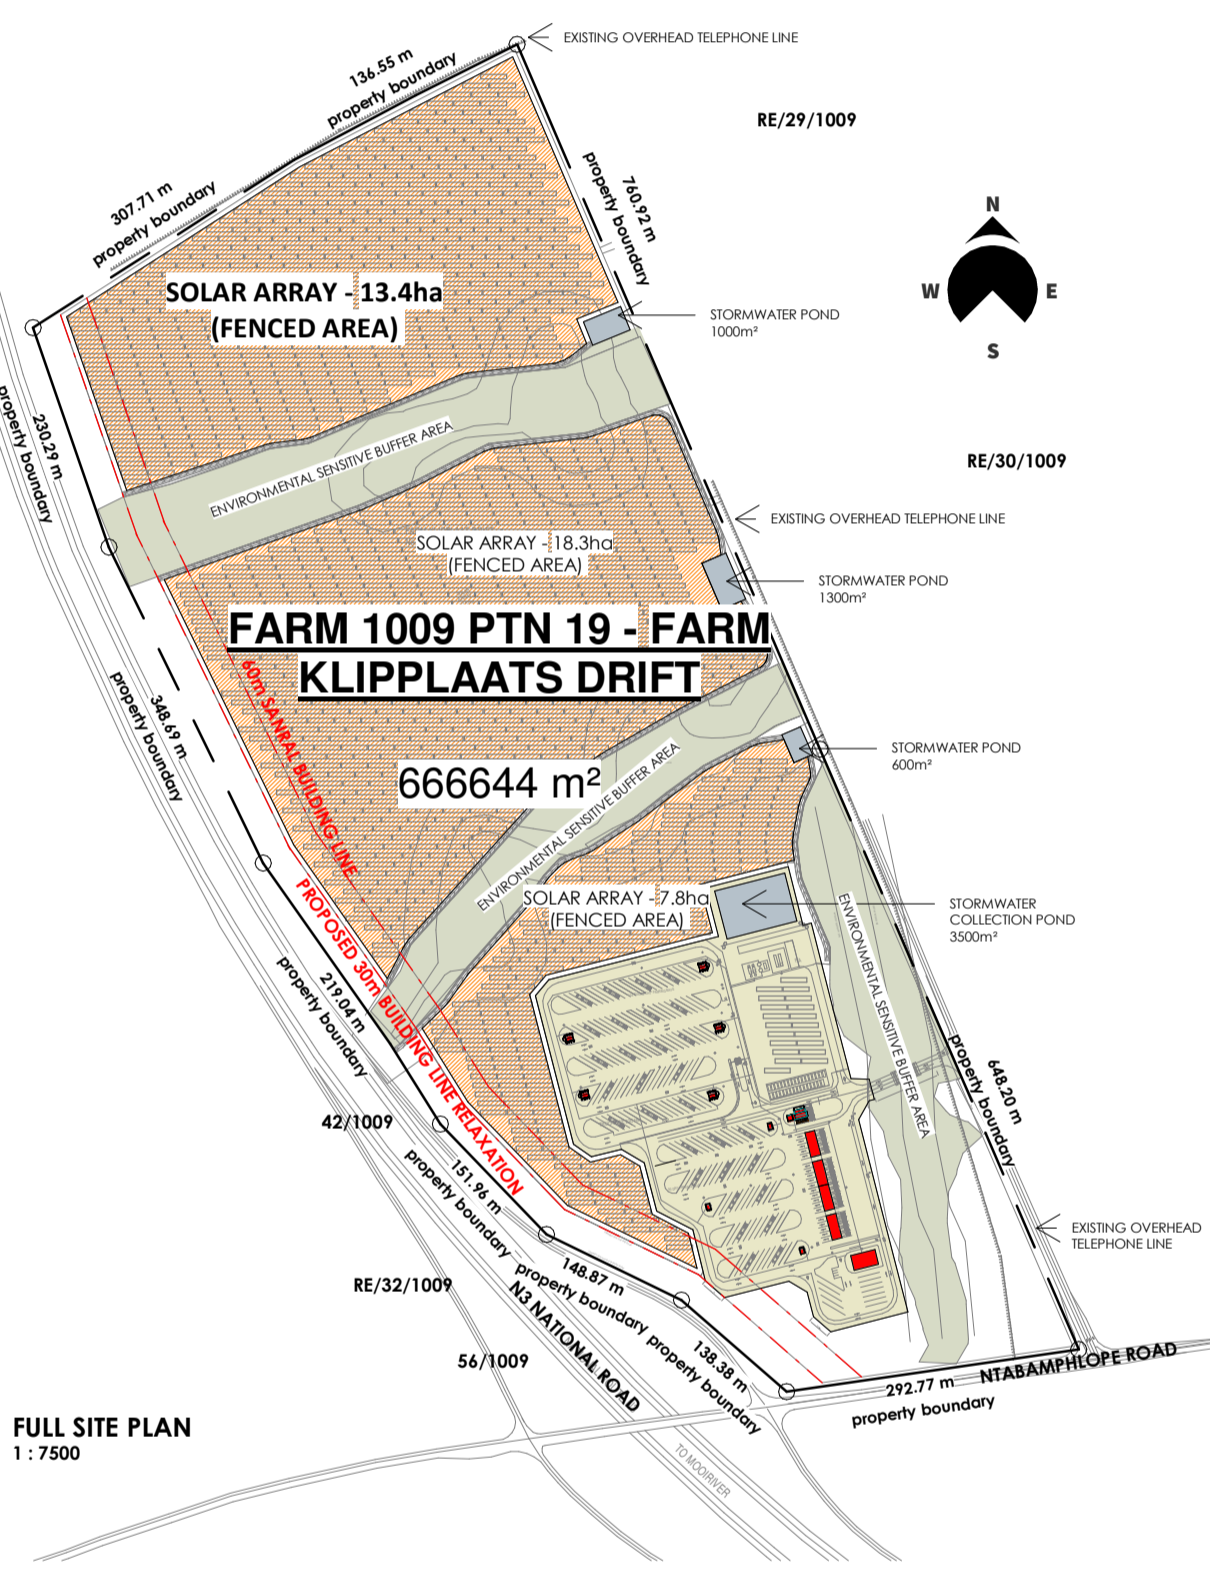 EXISTING OVERHEAD TELEPHONE LINE
136.55 m
property boundary
RE/29/1009
307.71 m
property boundary
760.92 m
property boundary
N
W
E
S
SOLAR ARRAY - 13.4ha
(FENCED AREA)
STORMWATER POND
1000m²
230.29 m
property boundary
ENVIRONMENTAL SENSITIVE BUFFER AREA
RE/30/1009
EXISTING OVERHEAD TELEPHONE LINE
SOLAR ARRAY - 18.3ha
(FENCED AREA)
STORMWATER POND
1300m²
FARM 1009 PTN 19 - FARM
KLIPPLAATS DRIFT
60m SANRAL BUILDING LINE
348.69 m
property boundary
STORMWATER POND
600m²
666644 m²
ENVIRONMENTAL SENSITIVE BUFFER AREA
SOLAR ARRAY - 7.8ha
(FENCED AREA)
STORMWATER
COLLECTION POND
3500m²
PROPOSED 30m BUILDING LINE RELAXATION
ENVIRONMENTAL SENSITIVE BUFFER AREA
219.04 m
property boundary
648.20 m
property boundary
42/1009
151.96 m
property boundary
EXISTING OVERHEAD
TELEPHONE LINE
148.87 m
property boundary
RE/32/1009
N3 NATIONAL ROAD
138.38 m
property boundary
56/1009
NTABAMPHLOPE ROAD
292.77 m
property boundary
FULL SITE PLAN
1 : 7500
TO MOOIRIVER